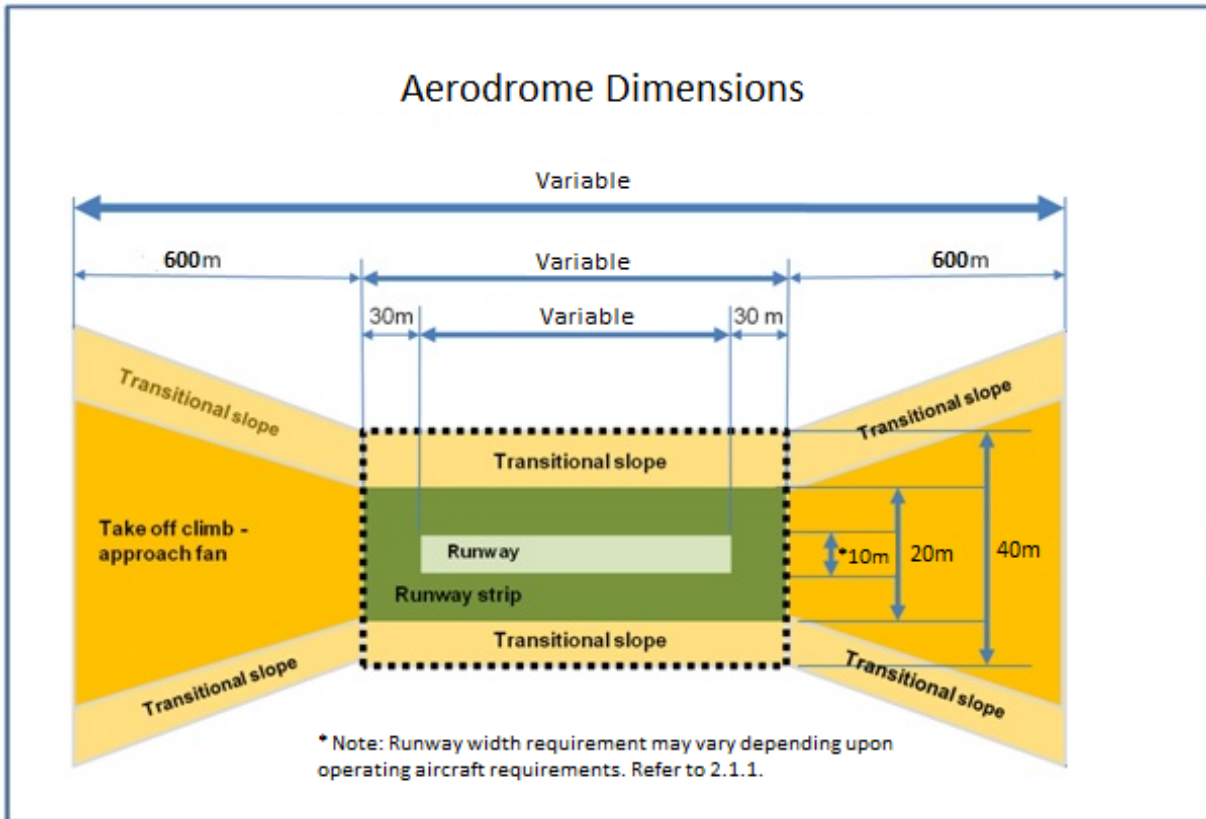 Aerodrome Dimensions
Variable
600m
Variable
600m
30m
Variable
30 m
Transitional slope
Transitional slope
Transitional slope
Take off climb -
approach fan
Runway
*10m
20m
40m
Runway strip
Transitional slope
Transitional slope
Transitional slope
* Note: Runway width requirement may vary depending upon
operating aircraft requirements. Refer to 2.1.1.